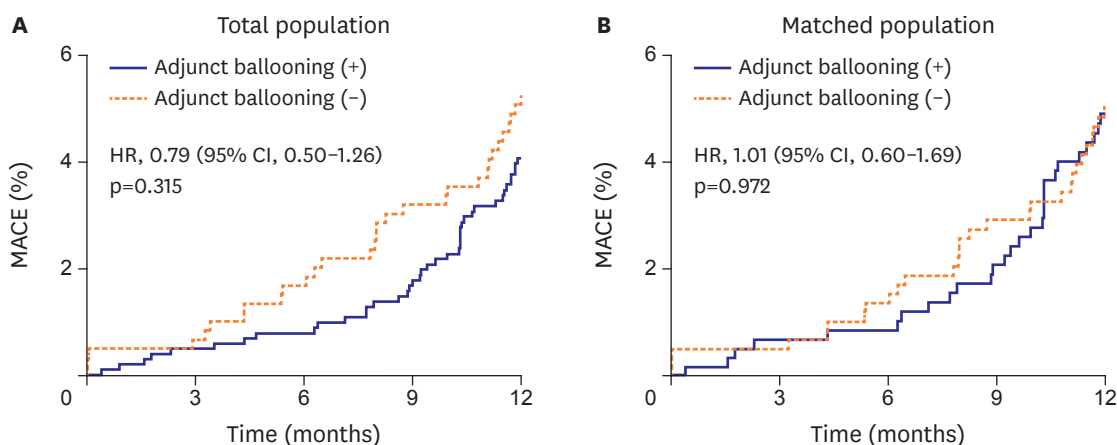 A Total population
6
4
2
0
MACE (%)
Adjunct ballooning (+)
Adjunct ballooning (−)
HR, 0.79 (95% CI, 0.50–1.26)
p=0.315
3 6 9 12
Time (months)
B Matched population
6
4
2
0
MACE (%)
Adjunct ballooning (+)
Adjunct ballooning (−)
HR, 1.01 (95% CI, 0.60–1.69)
p=0.972
3 6 9 12
Time (months)